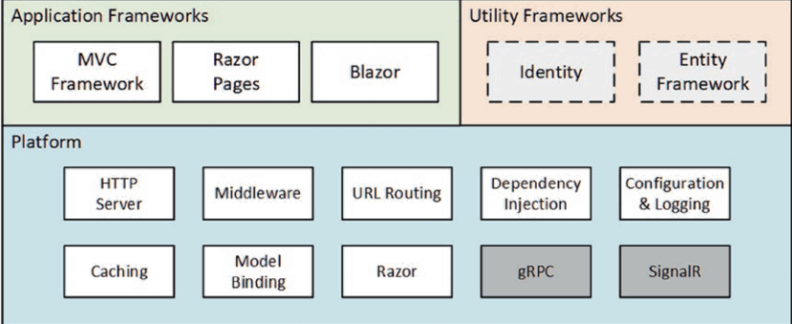 Application Frameworks
Utility Frameworks
MVC
Framework
Razor
Pages
Blazor
Identity
Entity
Framework
Platform
HTTP
Server
Middleware
URL Routing
Dependency
Injection
Configuration
& Logging
Caching
Model
Binding
Razor
gRPC
SignalR